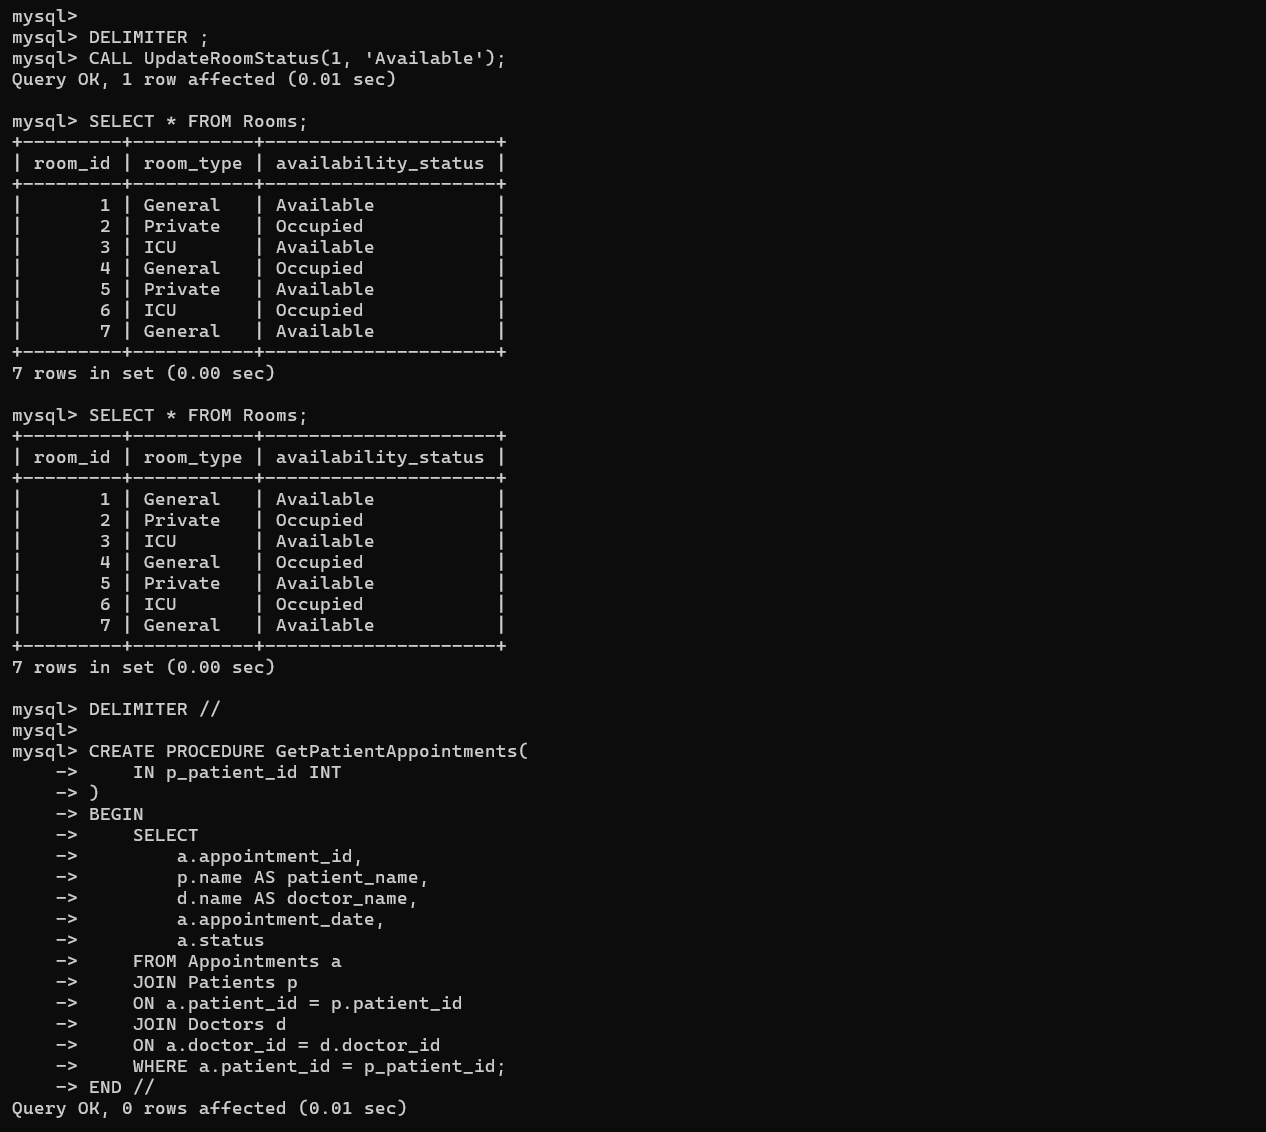 mysql>
mysql> DELIMITER ;
mysql> CALL UpdateRoomStatus(1, 'Available');
Query OK, 1 row affected (0.01 sec)

mysql> SELECT * FROM Rooms;
+---------+-----------+---------------------+
| room_id | room_type | availability_status |
+---------+-----------+---------------------+
|       1 | General   | Available           |
|       2 | Private   | Occupied            |
|       3 | ICU       | Available           |
|       4 | General   | Occupied            |
|       5 | Private   | Available           |
|       6 | ICU       | Occupied            |
|       7 | General   | Available           |
+---------+-----------+---------------------+
7 rows in set (0.00 sec)

mysql> SELECT * FROM Rooms;
+---------+-----------+---------------------+
| room_id | room_type | availability_status |
+---------+-----------+---------------------+
|       1 | General   | Available           |
|       2 | Private   | Occupied            |
|       3 | ICU       | Available           |
|       4 | General   | Occupied            |
|       5 | Private   | Available           |
|       6 | ICU       | Occupied            |
|       7 | General   | Available           |
+---------+-----------+---------------------+
7 rows in set (0.00 sec)

mysql> DELIMITER //
mysql>
mysql> CREATE PROCEDURE GetPatientAppointments(
    ->     IN p_patient_id INT
    -> )
    -> BEGIN
    ->     SELECT
    ->         a.appointment_id,
    ->         p.name AS patient_name,
    ->         d.name AS doctor_name,
    ->         a.appointment_date,
    ->         a.status
    ->     FROM Appointments a
    ->     JOIN Patients p
    ->     ON a.patient_id = p.patient_id
    ->     JOIN Doctors d
    ->     ON a.doctor_id = d.doctor_id
    ->     WHERE a.patient_id = p_patient_id;
    -> END //
Query OK, 0 rows affected (0.01 sec)